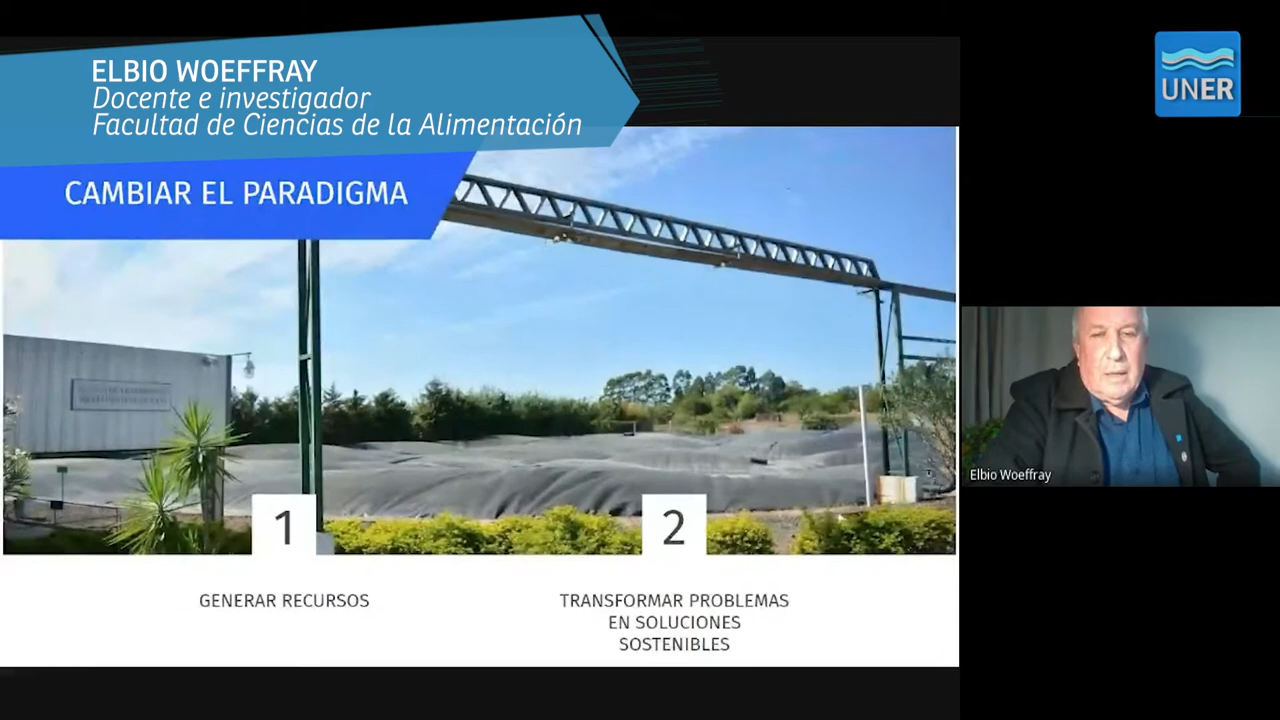 ELBIO WOEFFRAY
Docente e investigador
Facultad de Ciencias de la Alimentación
UNER
CAMBIAR EL PARADIGMA
Elbio Woeffray
1
2
GENERAR RECURSOS
TRANSFORMAR PROBLEMAS
EN SOLUCIONES
SOSTENIBLES